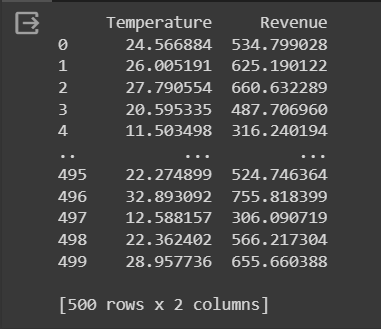 Temperature Revenue
0 24.566884 534.799028
1 26.005191 625.190122
2 27.790554 660.632289
3 20.595335 487.706960
4 11.503498 316.240194
.. ... ...
495 22.274899 524.746364
496 32.893092 755.818399
497 12.588157 306.090719
498 22.362402 566.217304
499 28.957736 655.660388
[500 rows x 2 columns]